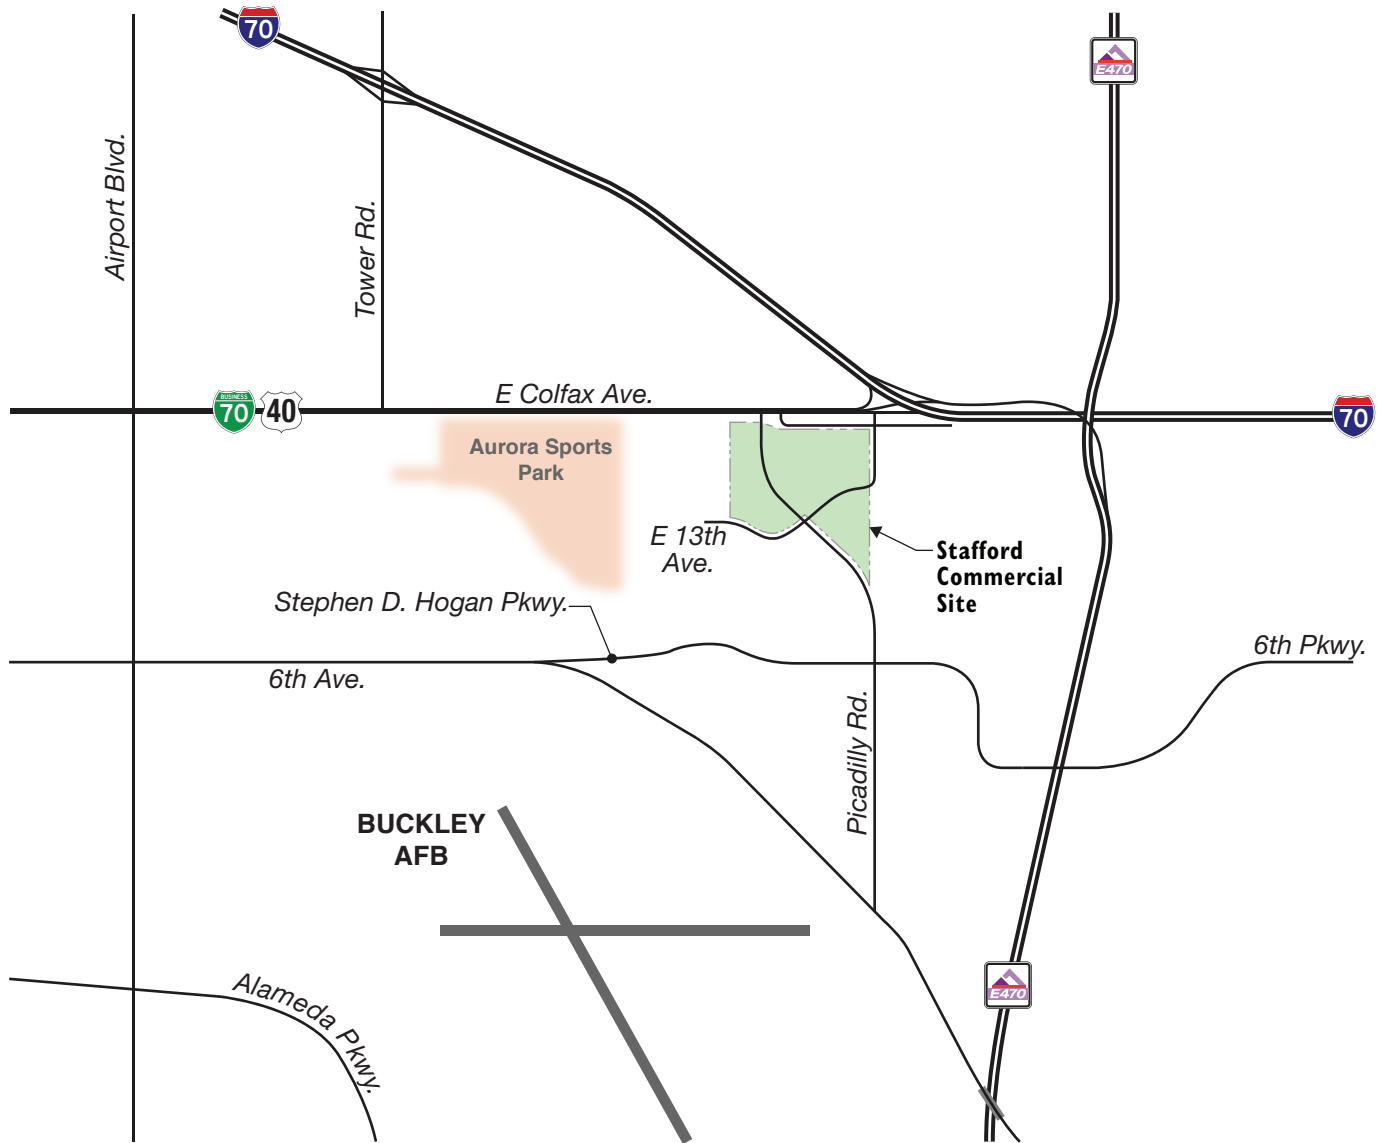 70
E470
Airport Blvd.
Tower Rd.
E Colfax Ave.
BUSINESS
70
40
70
Aurora Sports
Park
E 13th
Ave.
Stafford
Commercial
Site
Stephen D. Hogan Pkwy.
6th Pkwy.
6th Ave.
Picadilly Rd.
BUCKLEY
AFB
E470
Alameda Pkwy.